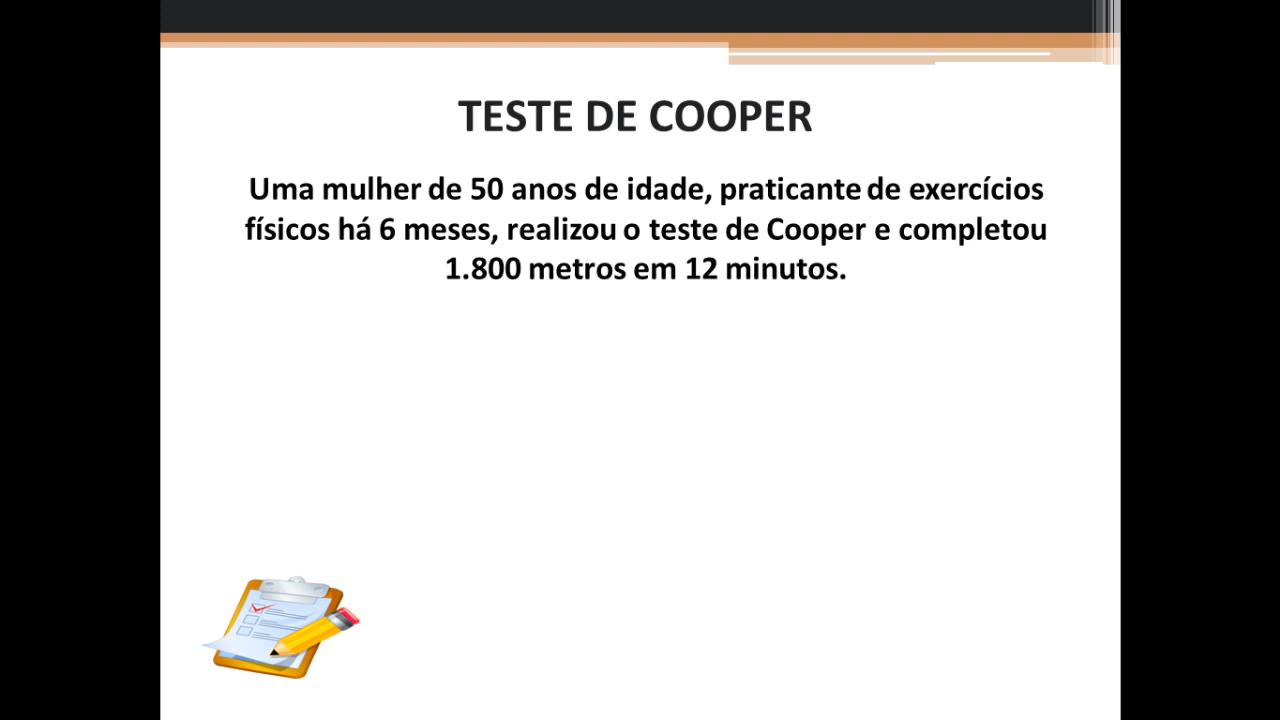 TESTE DE COOPER
Uma mulher de 50 anos de idade, praticante de exercícios
físicos há 6 meses, realizou o teste de Cooper e completou
1.800 metros em 12 minutos.